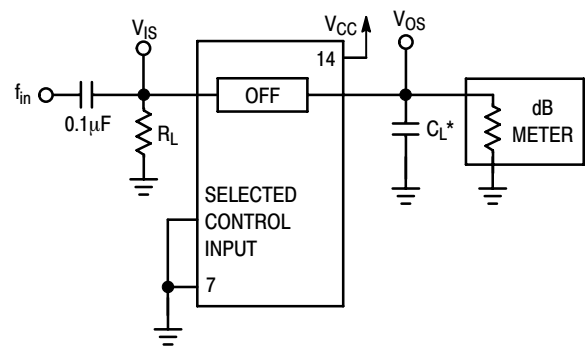 V_IS
V_CC
V_OS
14
f_in
OFF
dB
METER
0.1µF
R_L
C_L*
SELECTED
CONTROL
INPUT
7